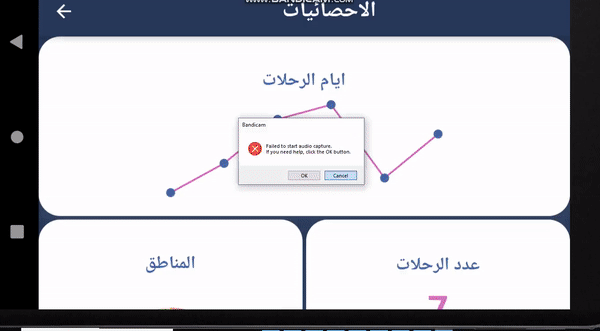 www.BANDICAM.com
الاحصائيات
ايام الرحلات
Bandicam
Failed to start audio capture.
If you need help, click the OK button.
OK
Cancel
عدد الرحلات
المناطق
7